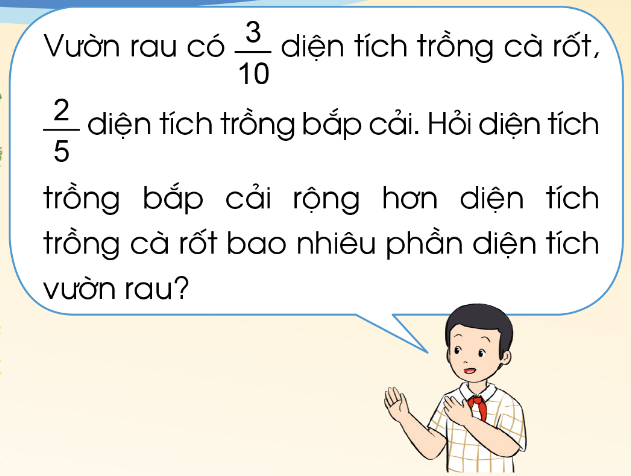 Vườn rau có 3/10 diện tích trồng cà rốt,
2/5 diện tích trồng bắp cải. Hỏi diện tích
trồng bắp cải rộng hơn diện tích
trồng cà rốt bao nhiêu phần diện tích
vườn rau?